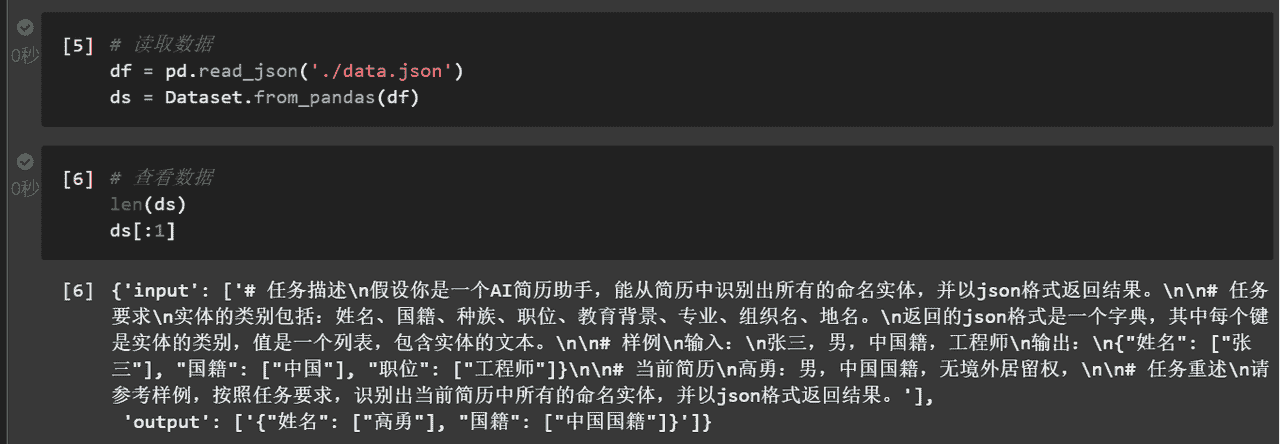 [5] # 读取数据
0秒
df = pd.read_json('./data.json')
ds = Dataset.from_pandas(df)
[6] # 查看数据
0秒
len(ds)
ds[:1]
[6] {'input': ['# 任务描述\n假设你是一个AI简历助手，能从简历中识别出所有的命名实体，并以json格式返回结果。\n\n# 任务
要求\n实体的类别包括：姓名、国籍、种族、职位、教育背景、专业、组织名、地名。\n返回的json格式是一个字典，其中每个键
是实体的类别，值是一个列表，包含实体的文本。\n\n# 样例\n输入：\n张三，男，中国籍，工程师\n输出：\n{"姓名": ["张
三"], "国籍": ["中国"], "职位": ["工程师"]}\n\n# 当前简历\n高勇：男，中国国籍，无境外居留权，\n\n# 任务重述\n请
参考样例，按照任务要求，识别出当前简历中所有的命名实体，并以json格式返回结果。'],
'output': ['{"姓名": ["高勇"], "国籍": ["中国国籍"]}']}